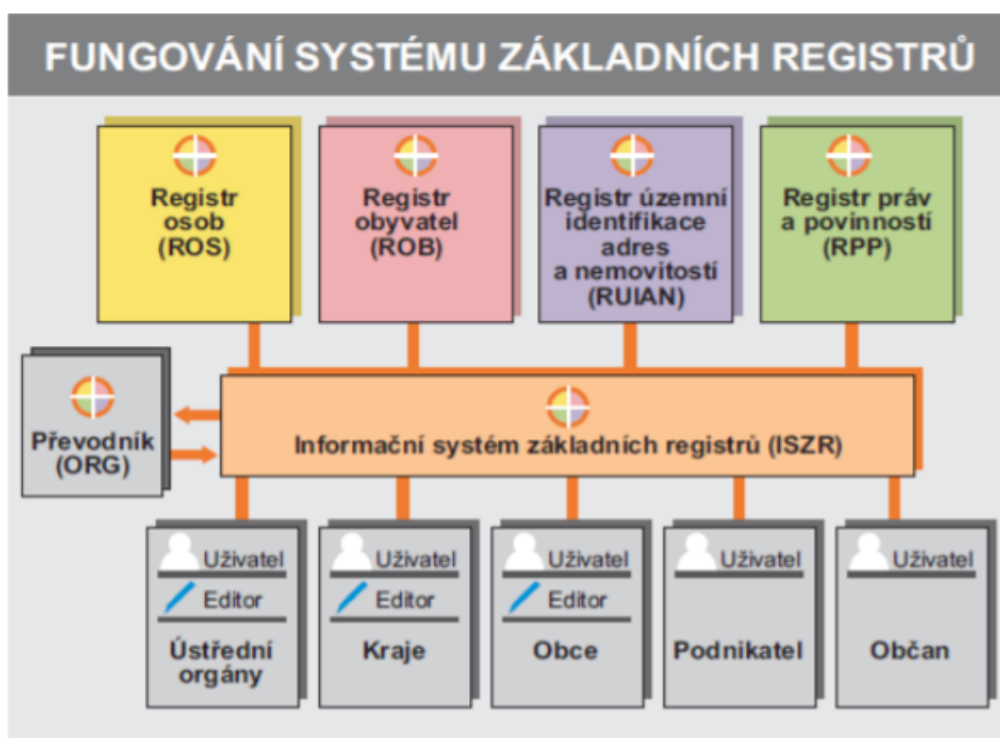 FUNGOVÁNÍ SYSTÉMU ZÁKLADNÍCH REGISTRŮ
Registr
osob
(ROS)
Registr
obyvatel
(ROB)
Registr územní
identifikace
adres
a nemovitostí
(RUIAN)
Registr práv
a povinností
(RPP)
Převodník
(ORG)
Informační systém základních registrů (ISZR)
Uživatel
Editor
Ústřední
orgány
Uživatel
Editor
Kraje
Uživatel
Editor
Obce
Uživatel
Podnikatel
Uživatel
Občan